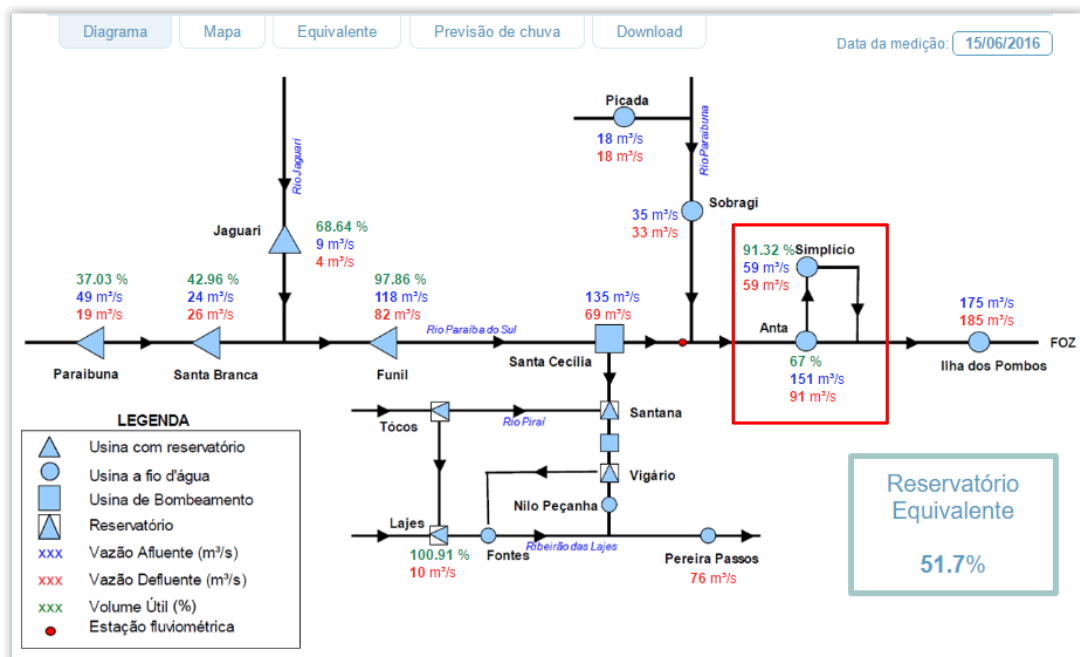 Diagrama
Mapa
Equivalente
Previsão de chuva
Download
Data da medição:
15/06/2016
Picada
18 m³/s
18 m³/s
Rio Jaguari
Rio Paraibuna
Jaguari
68.64 %
9 m³/s
4 m³/s
35 m³/s
33 m³/s
Sobragi
91.32 %
59 m³/s
59 m³/s
Simplício
37.03 %
49 m³/s
19 m³/s
Paraibuna
42.96 %
24 m³/s
26 m³/s
Santa Branca
97.86 %
118 m³/s
82 m³/s
Funil
Rio Paraiba do Sul
135 m³/s
69 m³/s
Santa Cecília
Anta
67 %
151 m³/s
91 m³/s
175 m³/s
185 m³/s
Ilha dos Pombos
FOZ
Tócos
Rio Piraí
Santana
Vigário
Nilo Peçanha
Lajes
100.91 %
10 m³/s
Fontes
Ribeirão das Lajes
Pereira Passos
76 m³/s
LEGENDA
Usina com reservatório
Usina a fio d'água
Usina de Bombeamento
Reservatório
xxx Vazão Afluente (m³/s)
xxx Vazão Defluente (m³/s)
xxx Volume Útil (%)
Estação fluviométrica
Reservatório
Equivalente
51.7%